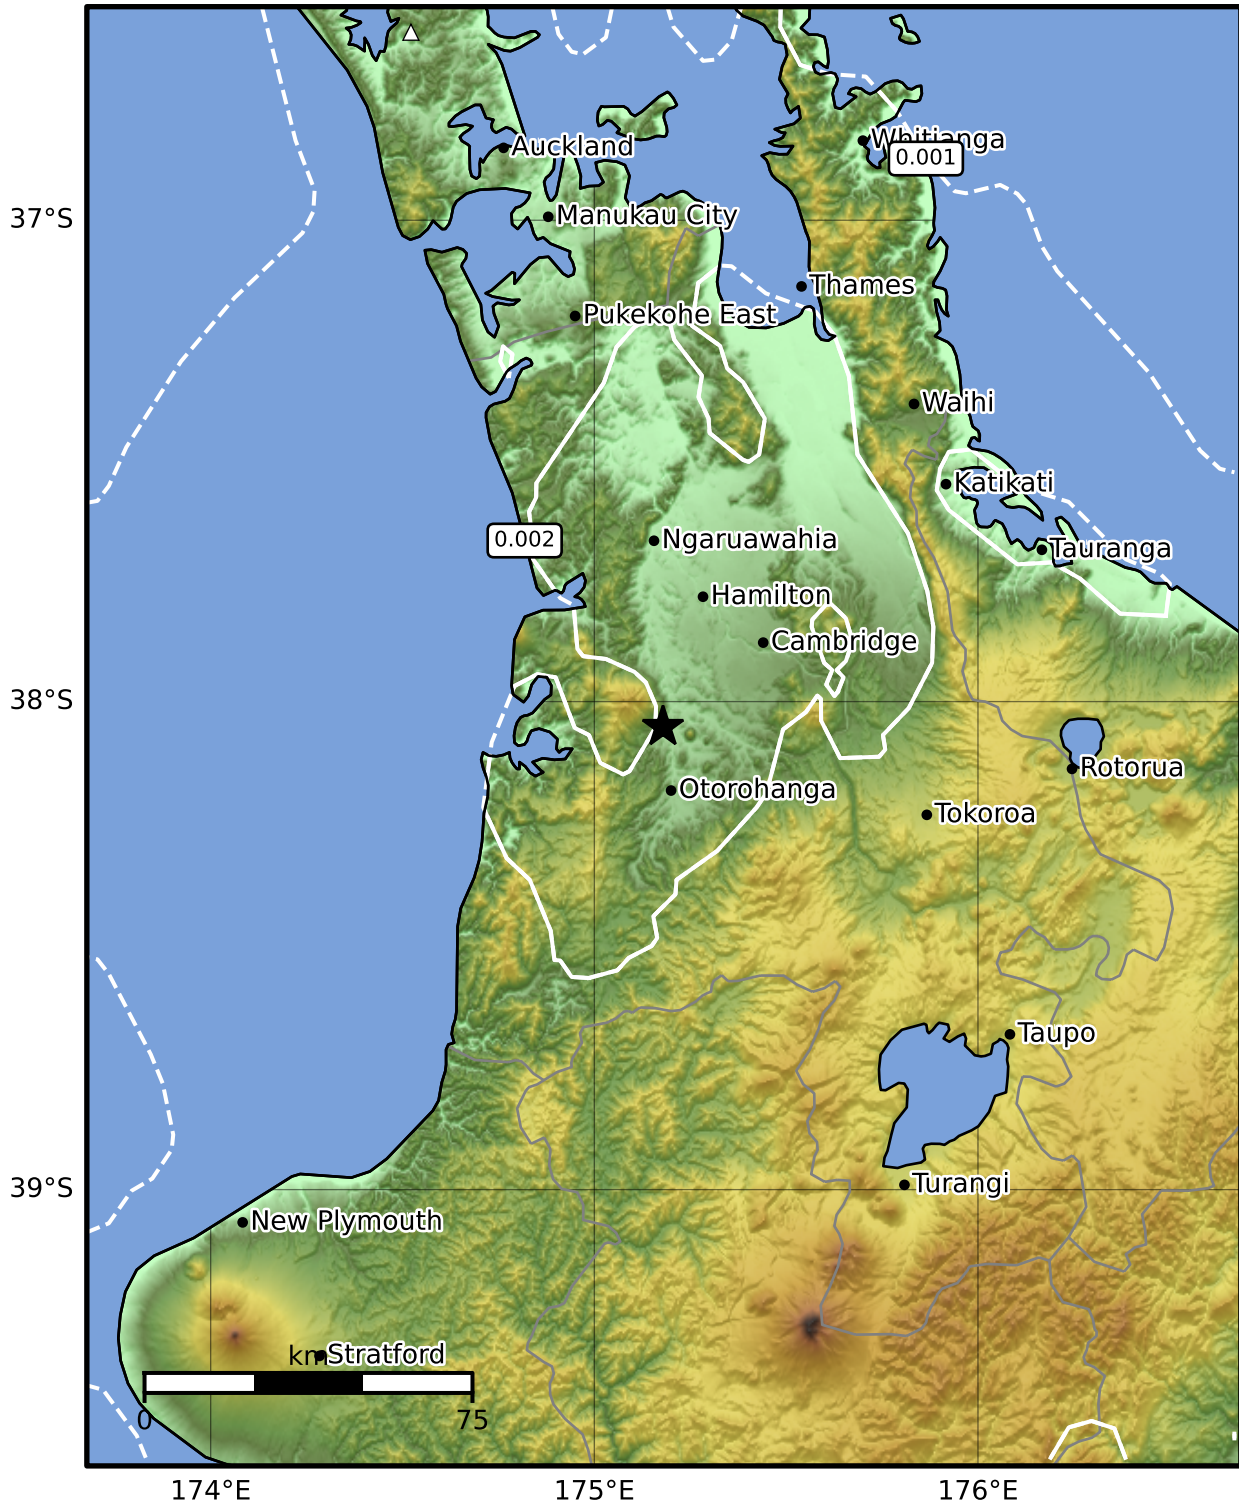 Whitianga
Auckland
0.001
37°S
Manukau City
Thames
Pukekohe East
Waihi
Katikati
0.002
Ngaruawahia
Tauranga
Hamilton
Cambridge
38°S
Rotorua
Otorohanga
Tokoroa
Taupo
39°S
Turangi
New Plymouth
km
Stratford
0 75
174°E 175°E 176°E